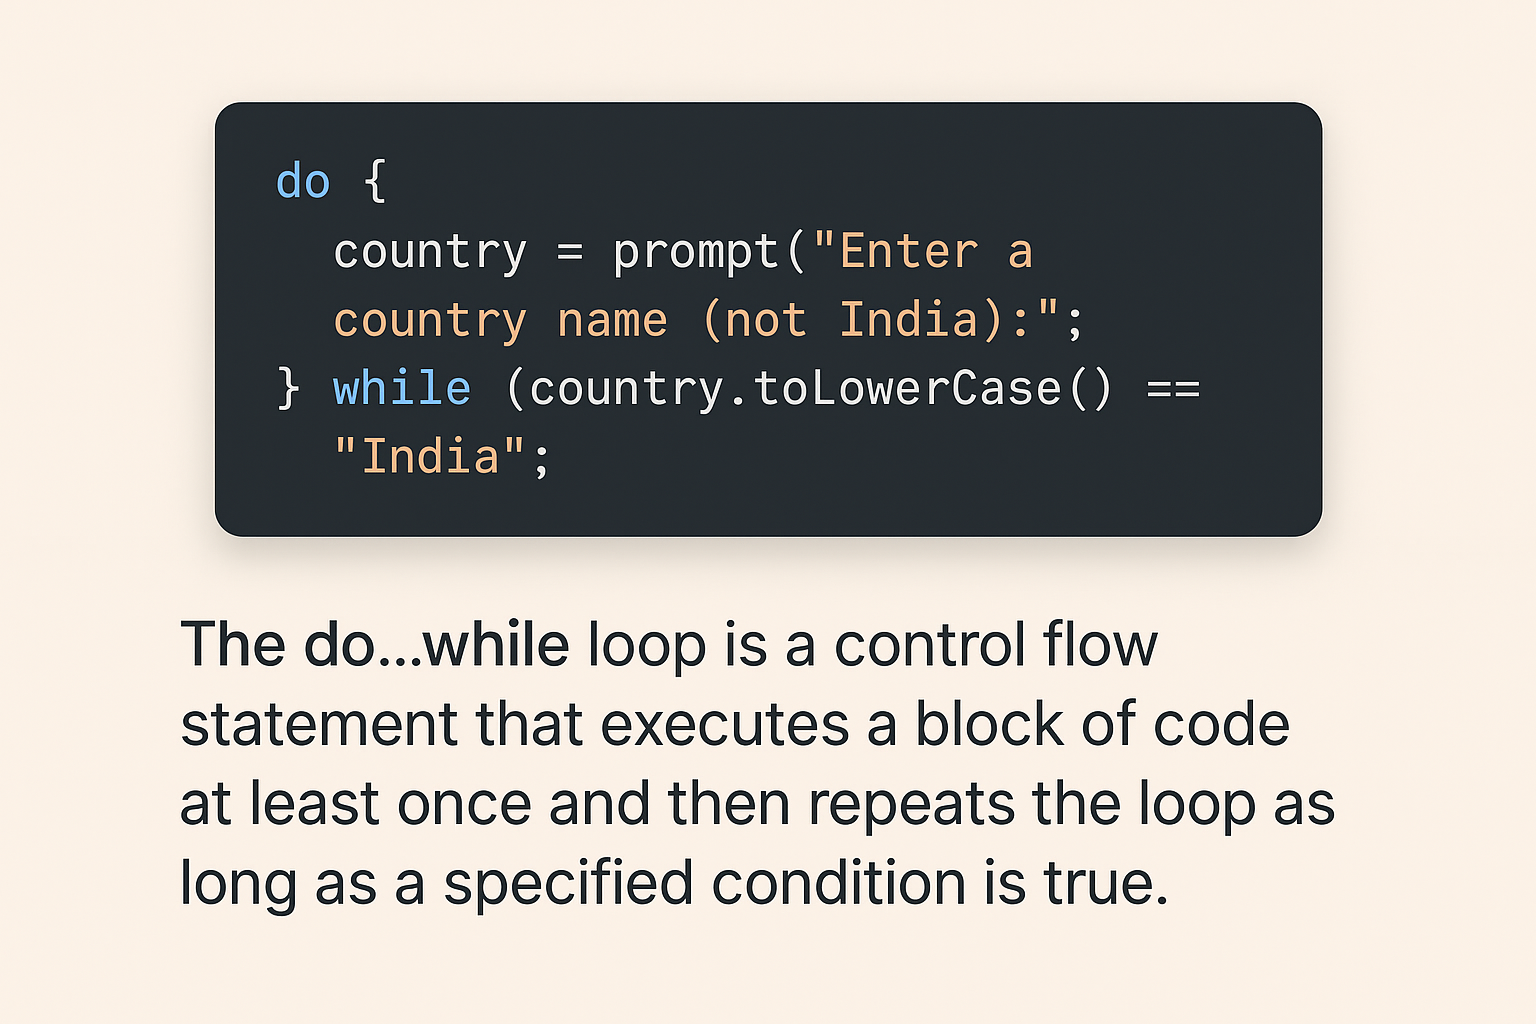 do {
  country = prompt("Enter a
  country name (not India):";
} while (country.toLowerCase() ==
  "India";
The do...while loop is a control flow
statement that executes a block of code
at least once and then repeats the loop as
long as a specified condition is true.